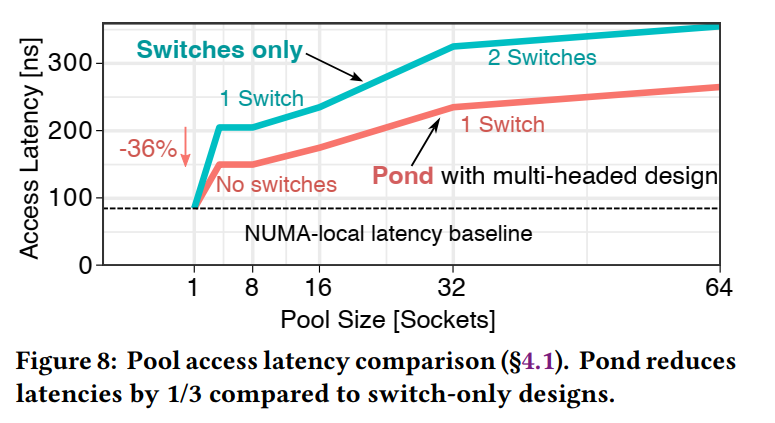 Access Latency [ns]
300
200
100
0
Switches only
2 Switches
1 Switch
-36%
No switches
1 Switch
Pond with multi-headed design
NUMA-local latency baseline
1 8 16 32 64
Pool Size [Sockets]
Figure 8: Pool access latency comparison (§4.1). Pond reduces
latencies by 1/3 compared to switch-only designs.